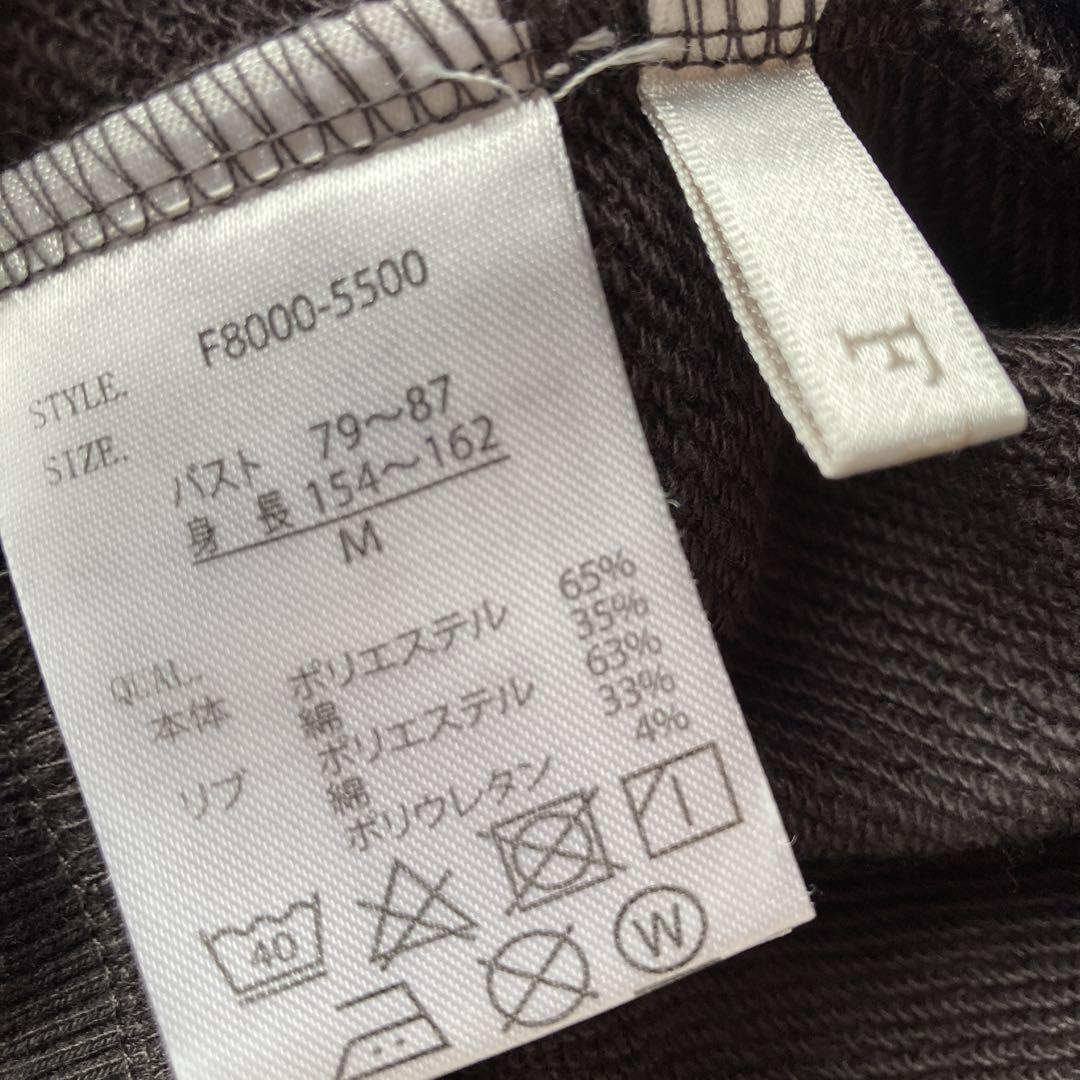 STYLE. F8000-5500
SIZE. バスト 79〜87
身 長 154〜162
M
QUAL.
本体 ポリエステル 65%
綿 35%
リブ ポリエステル 63%
綿 33%
ポリウレタン 4%
40
W
F